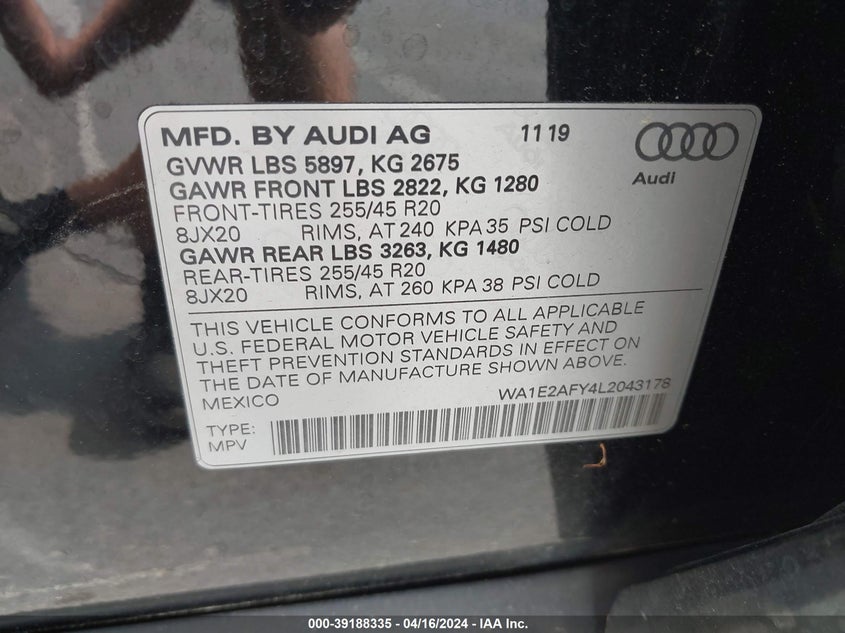 MFD. BY AUDI AG 11 19
GVWR LBS 5897, KG 2675
Audi
GAWR FRONT LBS 2822, KG 1280
FRONT-TIRES 255/45 R20
8JX20 RIMS, AT 240 KPA 35 PSI COLD
GAWR REAR LBS 3263, KG 1480
REAR-TIRES 255/45 R20
8JX20 RIMS, AT 260 KPA 38 PSI COLD
THIS VEHICLE CONFORMS TO ALL APPLICABLE
U.S. FEDERAL MOTOR VEHICLE SAFETY AND
THEFT PREVENTION STANDARDS IN EFFECT ON
THE DATE OF MANUFACTURE SHOWN ABOVE.
MEXICO WA1E2AFY4L2043178
TYPE:
MPV
000-39188335 - 04/16/2024 - IAA Inc.